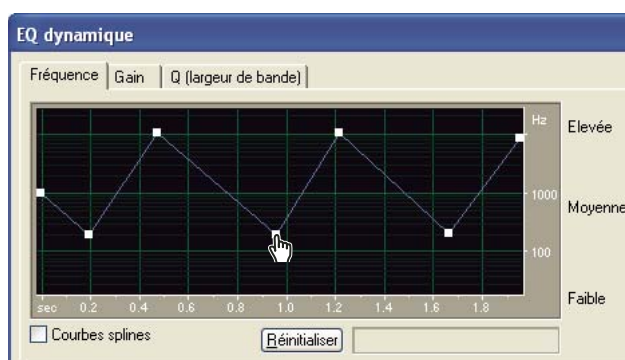 EQ dynamique
Fréquence Gain Q (largeur de bande)
Hz
Elevée
1000
Moyenne
100
Faible
sec 0.2 0.4 0.6 0.8 1.0 1.2 1.4 1.6 1.8
Courbes splines
Réinitialiser